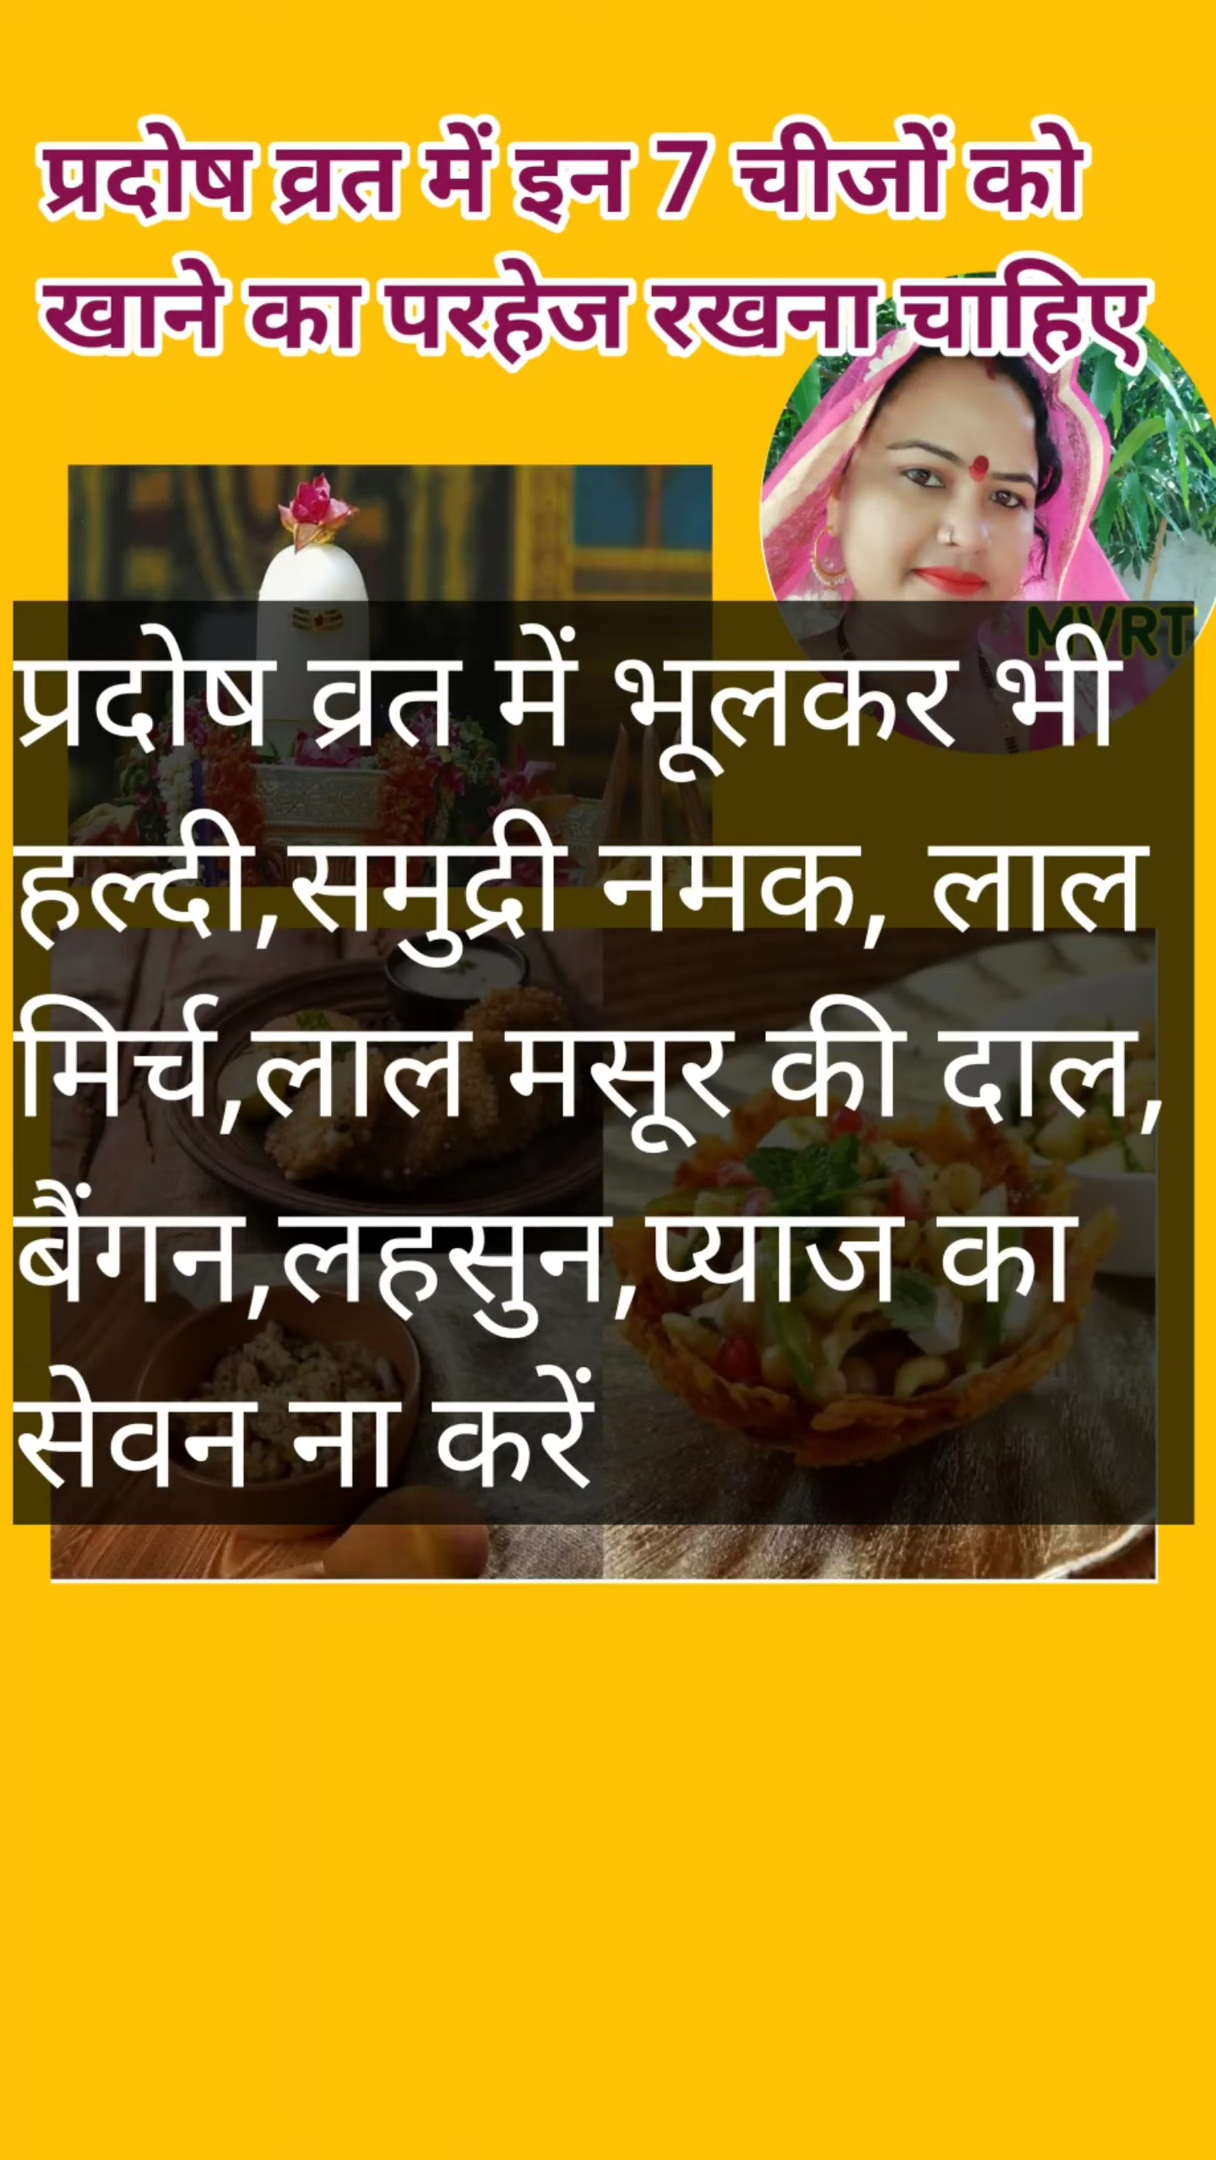 प्रदोष व्रत में इन 7 चीजों को
खाने का परहेज रखना चाहिए
MVRT
प्रदोष व्रत में भूलकर भी
हल्दी,समुद्री नमक, लाल
मिर्च,लाल मसूर की दाल,
बैंगन,लहसुन,प्याज का
सेवन ना करें